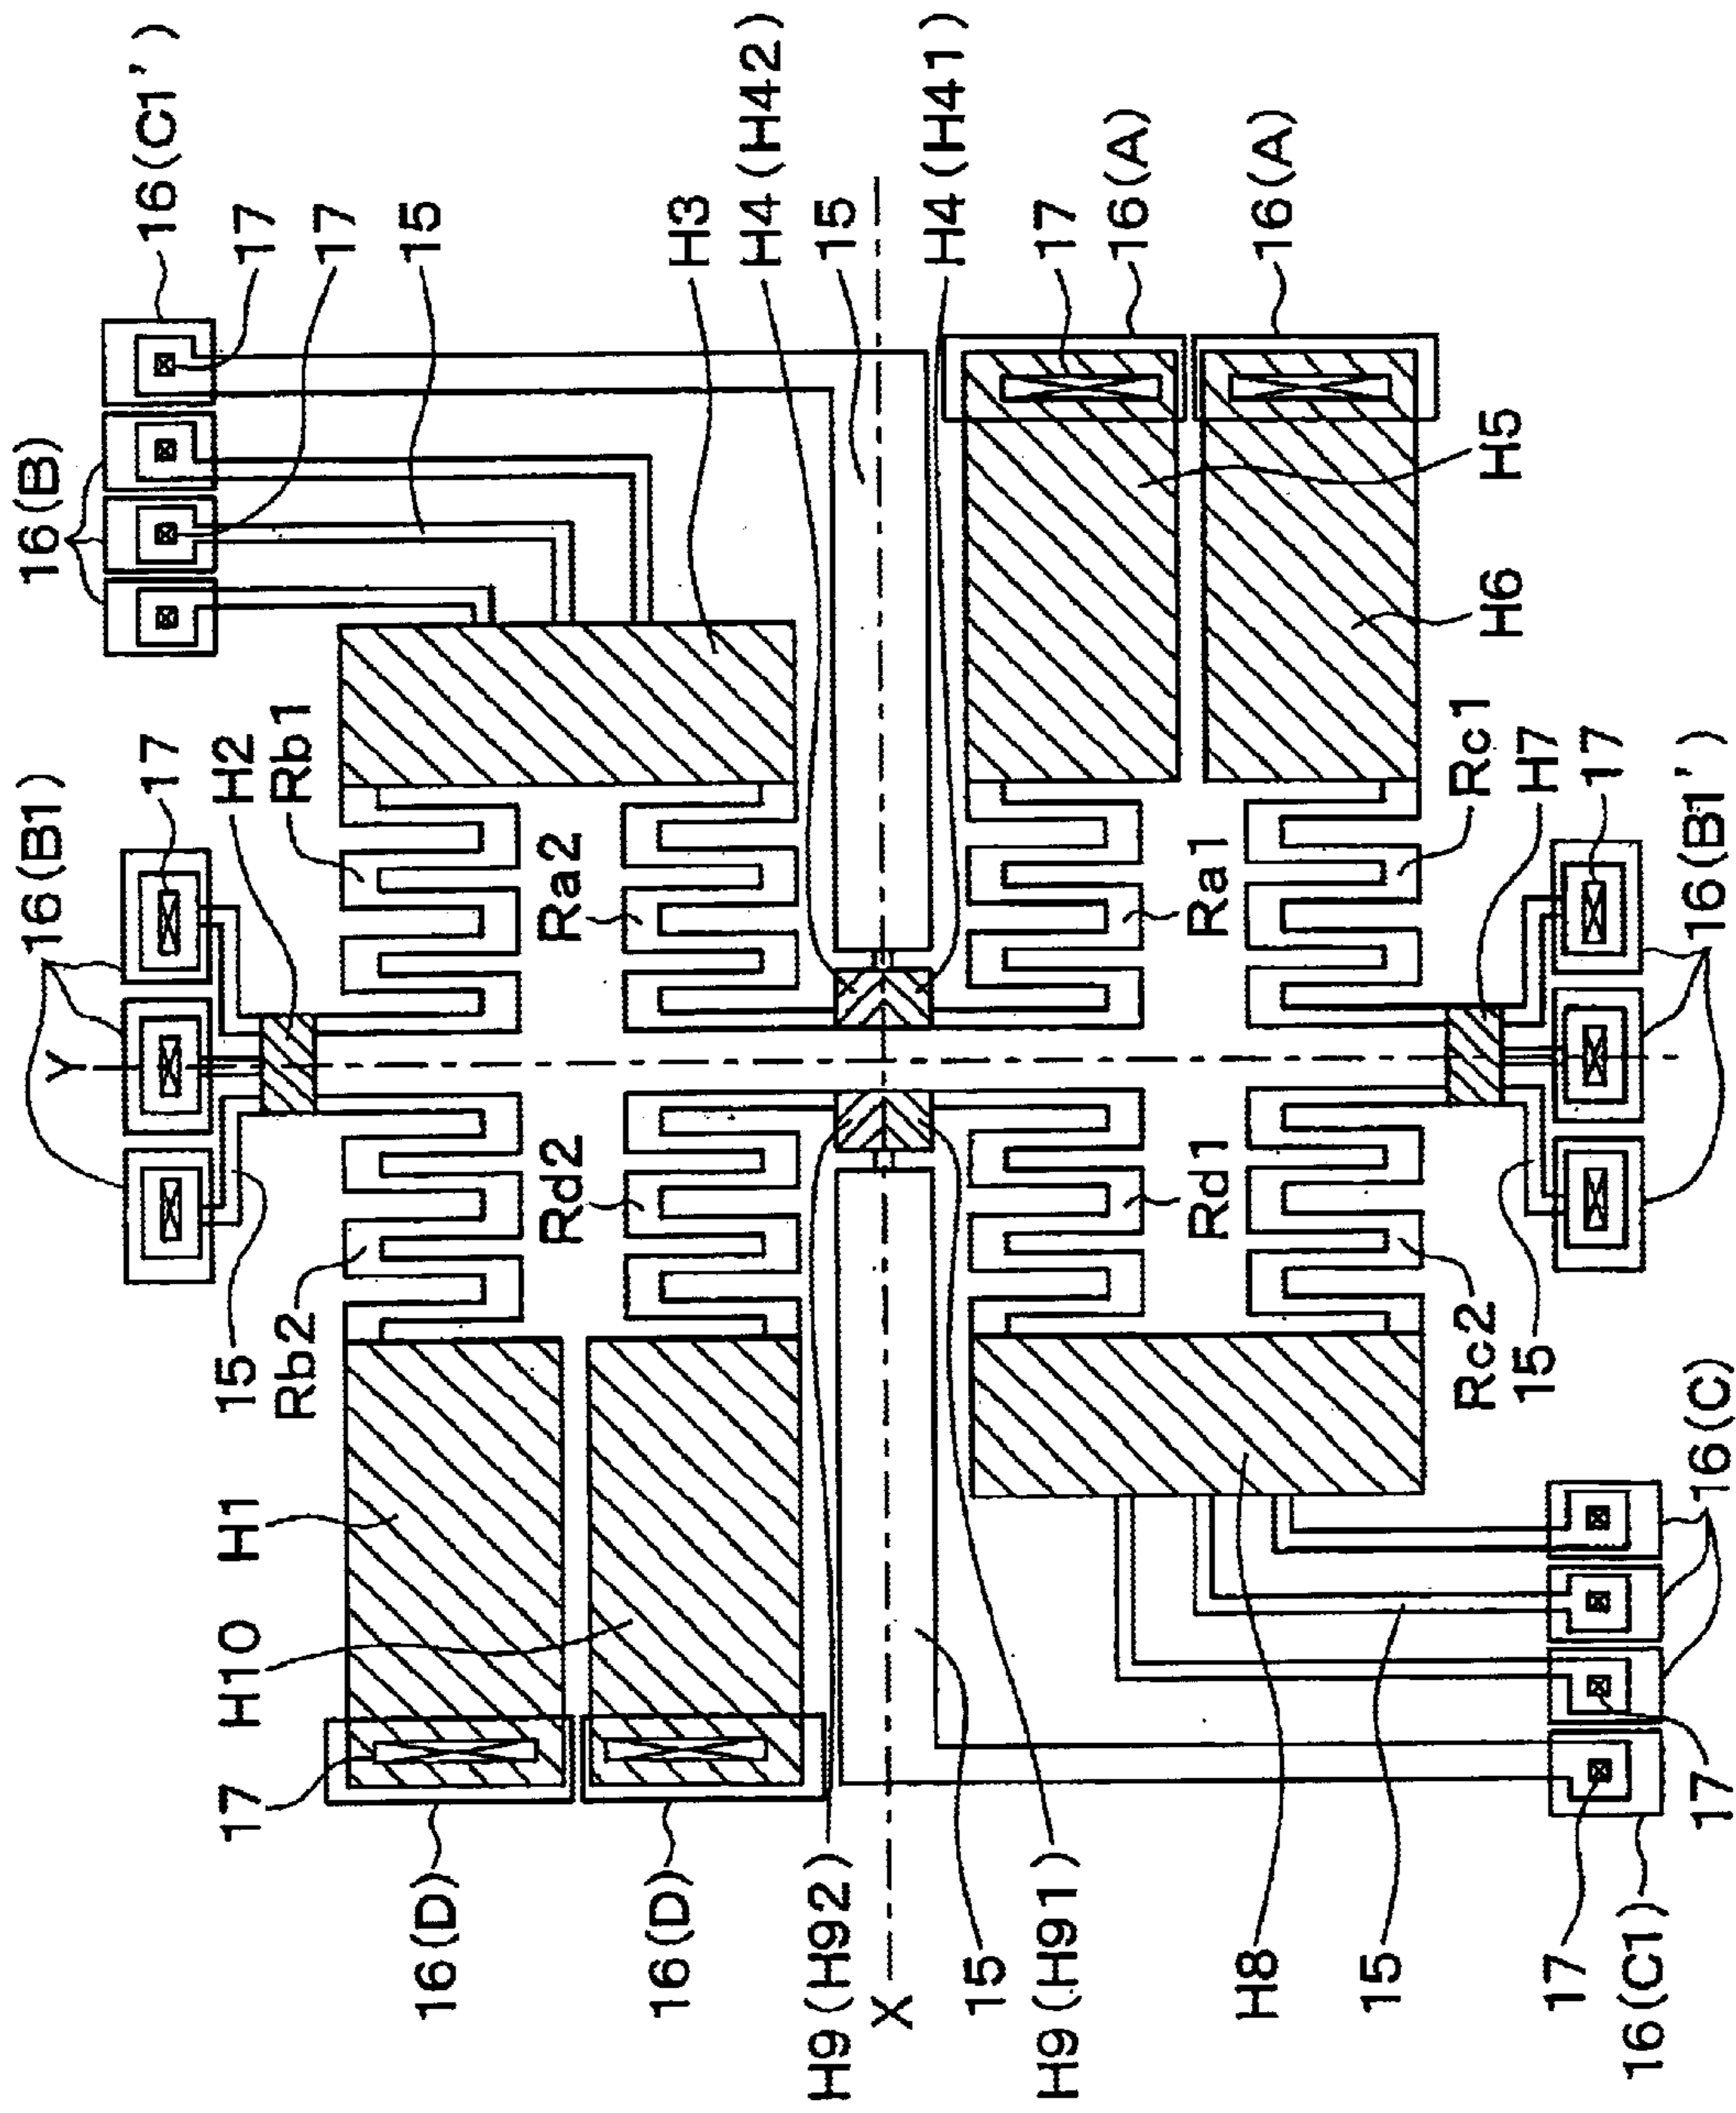 Y
16(B1)
16(B)
16(C1')
17
17
H10
H1
15
H2
17
Rb2
Rb1
17
15
16(D)
Rd2
Ra2
16(D)
H3
H4(H42)
H9(H92)
15
X
H4(H41)
15
H9(H91)
17
16(A)
Rd1
Ra1
H8
16(A)
15
Rc2
Rc1
H6
H5
15
H7
17
17
16(C1)
16(C)
16(B1')
17